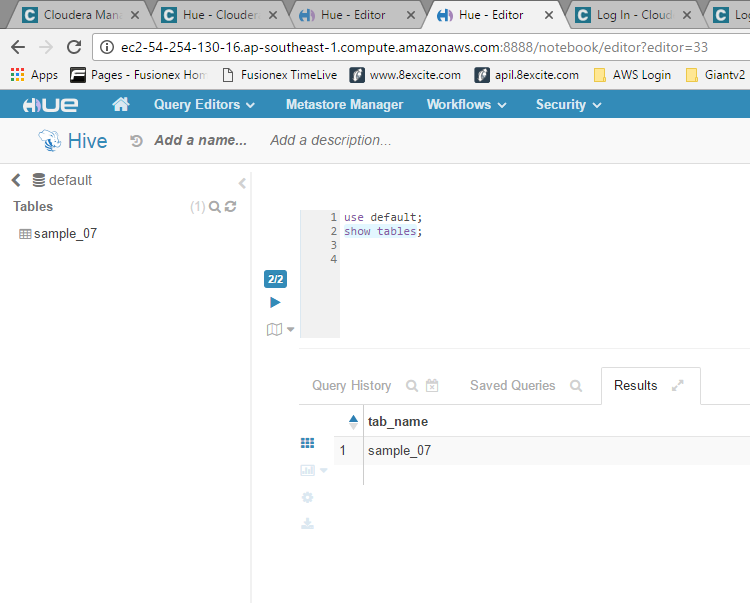 Cloudera Man
Hue - Clouder
Hue - Editor
Hue - Editor
Log In - Cloud
Log
ec2-54-254-130-16.ap-southeast-1.compute.amazonaws.com:8888/notebook/editor?editor=33
Apps
Pages - Fusionex Hom
Fusionex TimeLive
www.8excite.com
apil.8excite.com
AWS Login
Giantv2
HUE
Query Editors
Metastore Manager
Workflows
Security
Hive
Add a name...
Add a description...
default
Tables
(1)
sample_07
1 use default;
2 show tables;
3
4
2/2
Query History
Saved Queries
Results
tab_name
1 sample_07